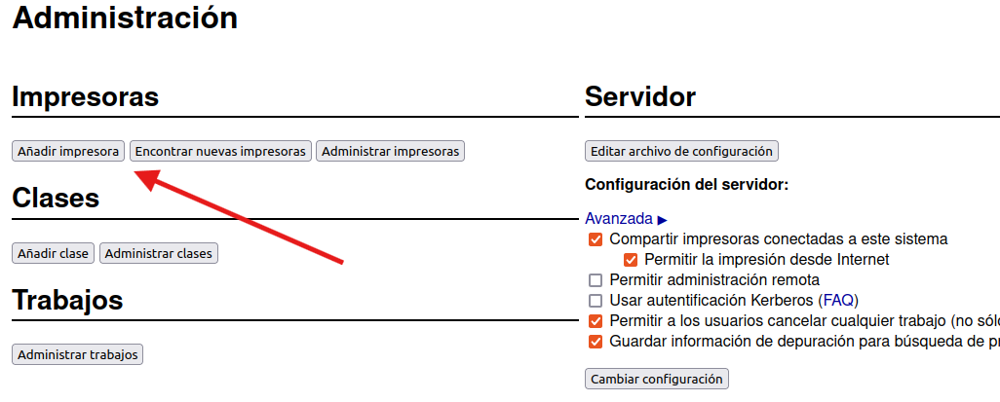 Administración
Impresoras
Añadir impresora Encontrar nuevas impresoras Administrar impresoras
Clases
Añadir clase Administrar clases
Trabajos
Administrar trabajos
Servidor
Editar archivo de configuración
Configuración del servidor:
Avanzada ▶
Compartir impresoras conectadas a este sistema
Permitir la impresión desde Internet
Permitir administración remota
Usar autentificación Kerberos (FAQ)
Permitir a los usuarios cancelar cualquier trabajo (no
Guardar información de depuración para búsqueda de
Cambiar configuración